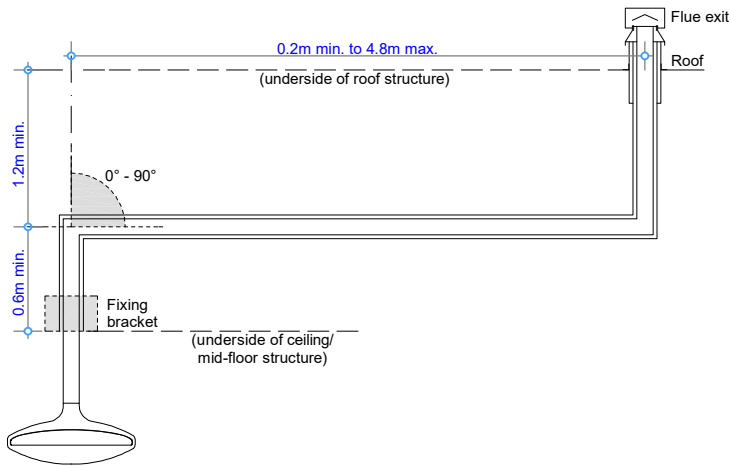 Flue exit
0.2m min. to 4.8m max.
Roof
(underside of roof structure)
1.2m min.
0° - 90°
0.6m min.
Fixing
bracket
(underside of ceiling/
mid-floor structure)